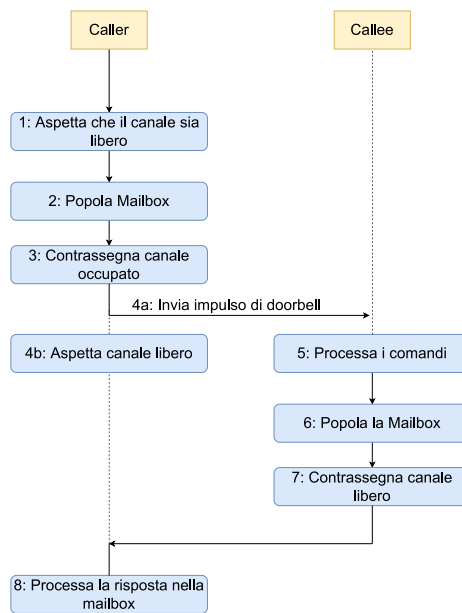 Caller
Callee
1: Aspetta che il canale sia
libero
2: Popola Mailbox
3: Contrassegna canale
occupato
4a: Invia impulso di doorbell
4b: Aspetta canale libero
5: Processa i comandi
6: Popola la Mailbox
7: Contrassegna canale
libero
8: Processa la risposta nella
mailbox